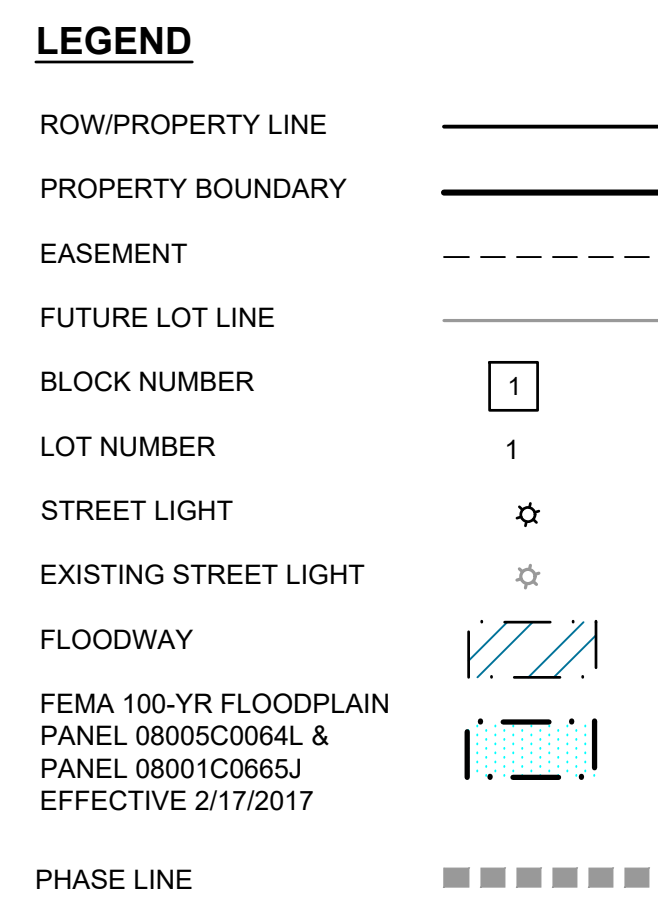 LEGEND
ROW/PROPERTY LINE
PROPERTY BOUNDARY
EASEMENT
FUTURE LOT LINE
BLOCK NUMBER 1
LOT NUMBER 1
STREET LIGHT
EXISTING STREET LIGHT
FLOODWAY
FEMA 100-YR FLOODPLAIN
PANEL 08005C0064L &
PANEL 08001C0665J
EFFECTIVE 2/17/2017
PHASE LINE